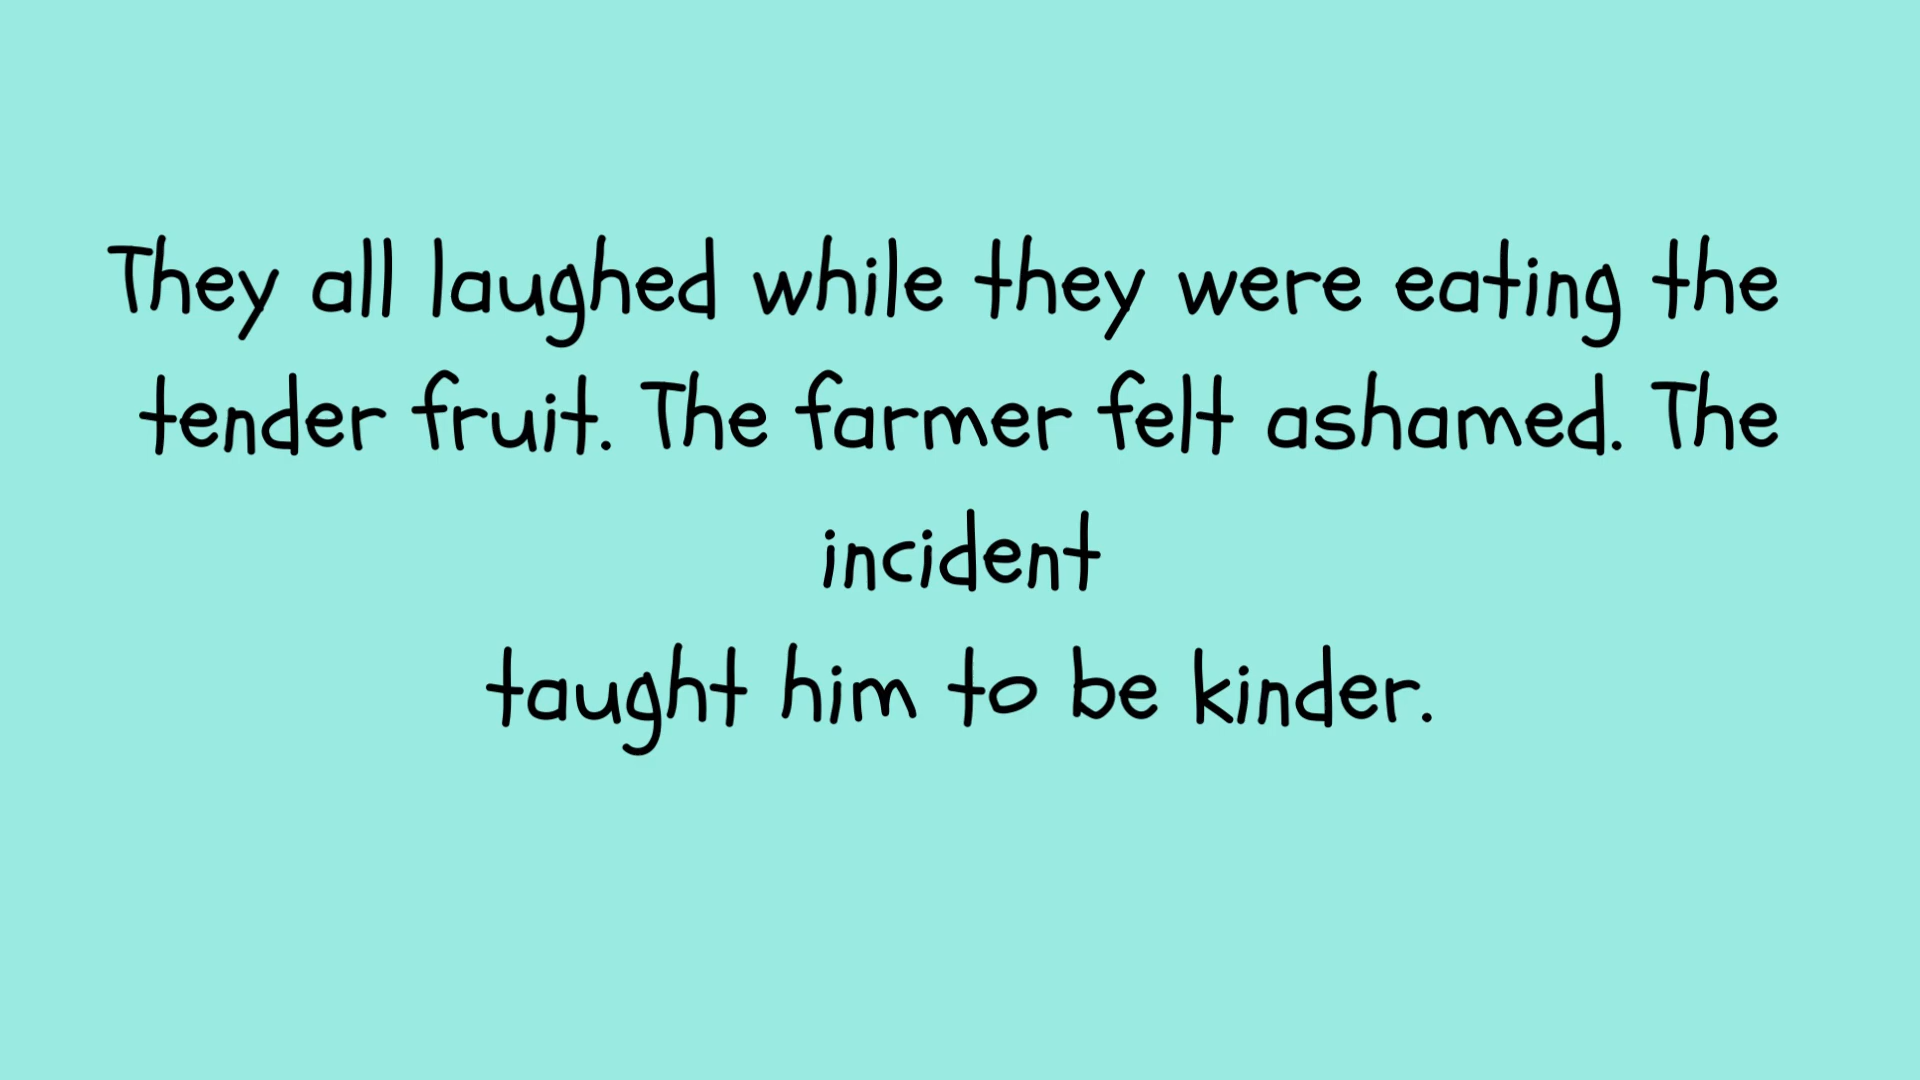 They all laughed while they were eating the
tender fruit. The farmer felt ashamed. The
incident
taught him to be kinder.